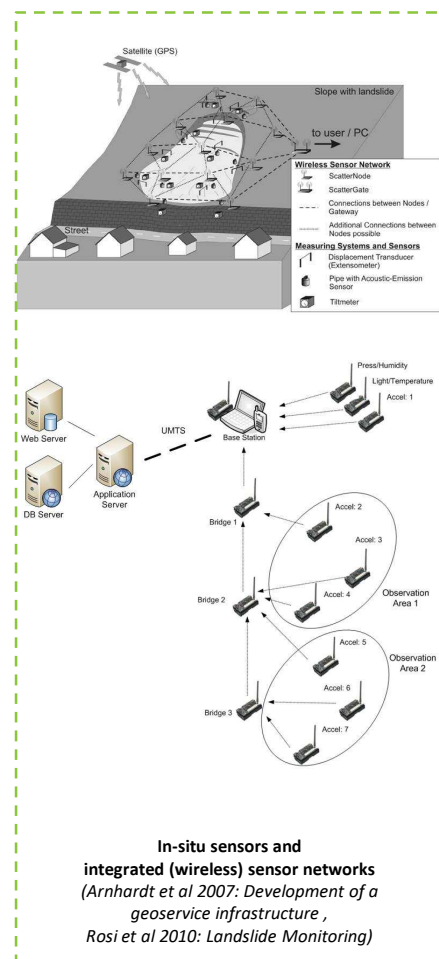 Satellite (GPS)
Slope with landslide
to user / PC
Street
Wireless Sensor Network
ScatterNode
ScatterGate
Connections between Nodes /
Gateway
Additional Connections between
Nodes possible
Measuring Systems and Sensors
Displacement Transducer
(Extensometer)
Pipe with Acoustic-Emission
Sensor
Tiltmeter
Press/Humidity
Light/Temperature
Accel: 1
Web Server
UMTS
Base Station
DB Server
Application
Server
Bridge 1
Accel: 2
Accel: 3
Bridge 2
Accel: 4
Observation
Area 1
Accel: 5
Observation
Area 2
Accel: 6
Bridge 3
Accel: 7
In-situ sensors and
integrated (wireless) sensor networks
(Arnhardt et al 2007: Development of a
geoservice infrastructure ,
Rosi et al 2010: Landslide Monitoring)